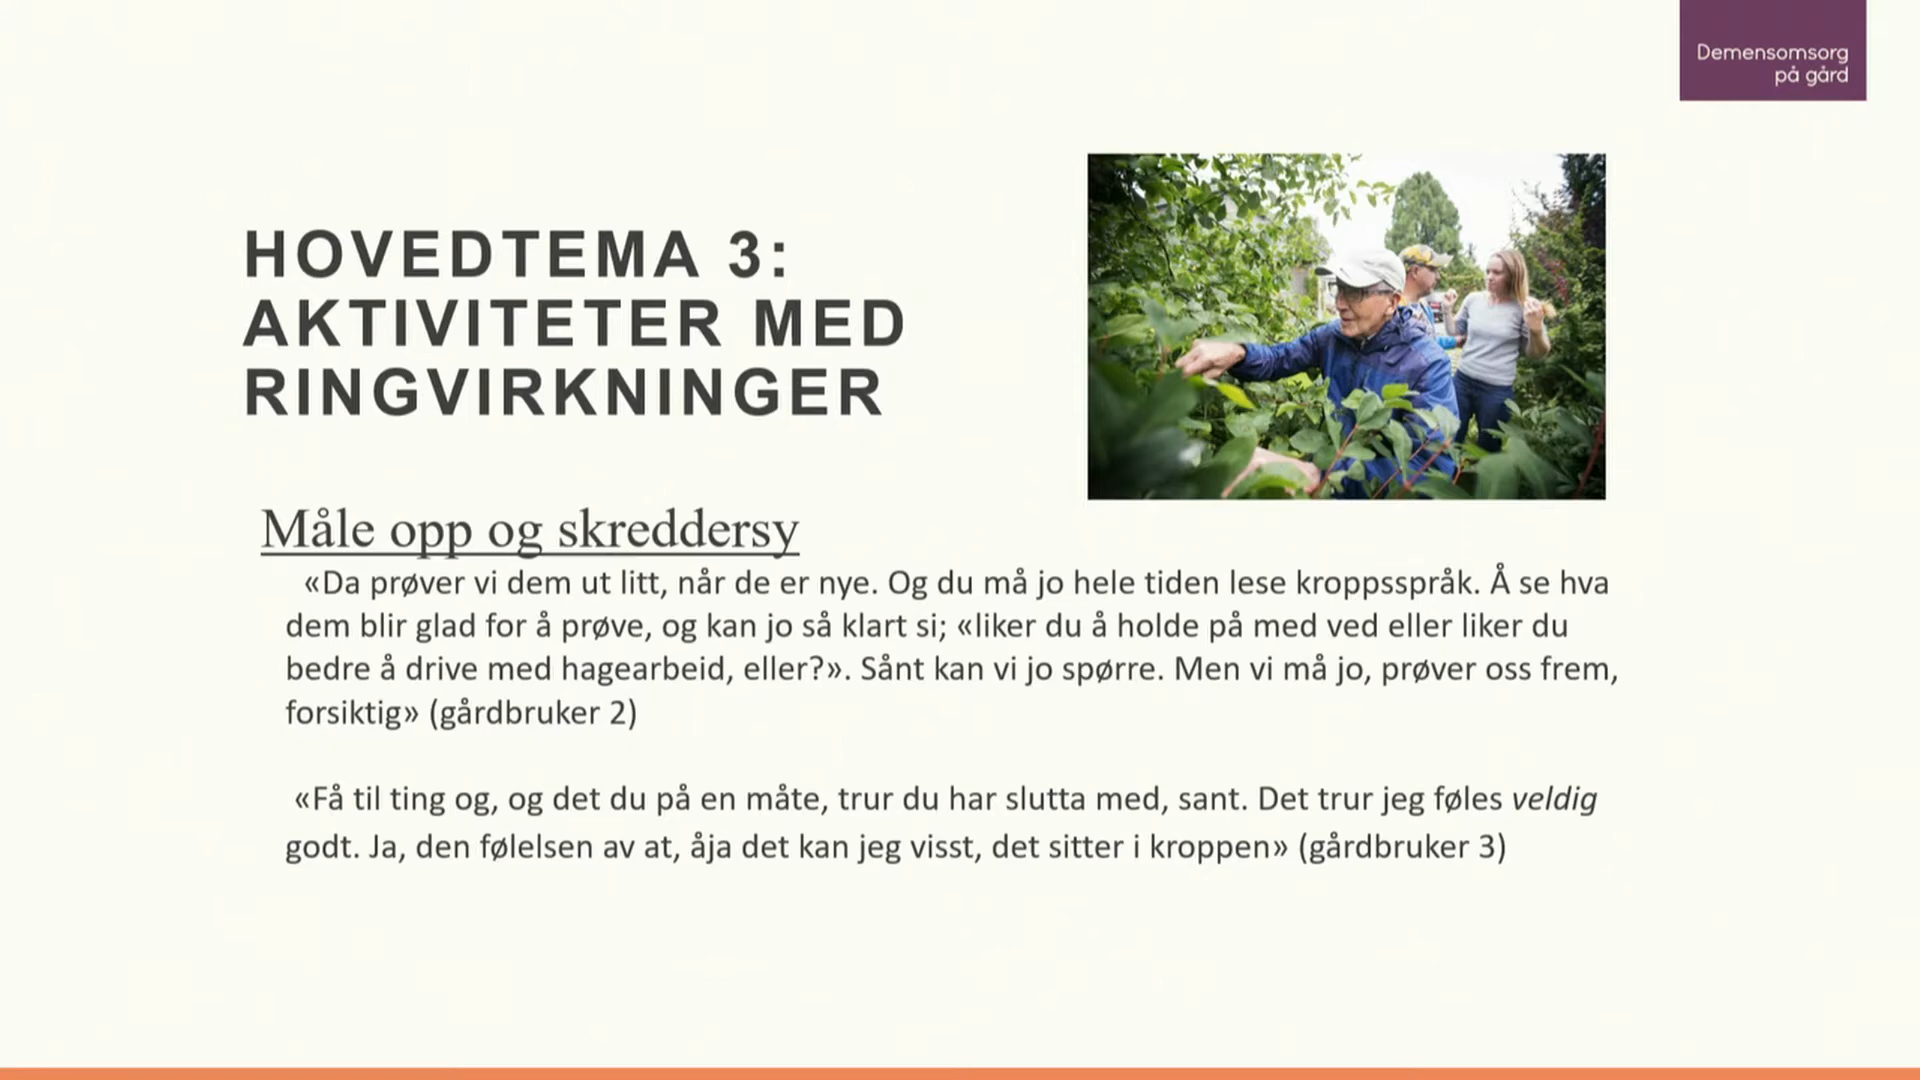 Demensomsorg
på gård
HOVEDTEMA 3:
AKTIVITETER MED
RINGVIRKNINGER
Måle opp og skreddersy
«Da prøver vi dem ut litt, når de er nye. Og du må jo hele tiden lese kroppsspråk. Å se hva
dem blir glad for å prøve, og kan jo så klart si; «liker du å holde på med ved eller liker du
bedre å drive med hagearbeid, eller?». Sånt kan vi jo spørre. Men vi må jo, prøver oss frem,
forsiktig» (gårdbruker 2)
«Få til ting og, og det du på en måte, trur du har slutta med, sant. Det trur jeg føles veldig
godt. Ja, den følelsen av at, åja det kan jeg visst, det sitter i kroppen» (gårdbruker 3)